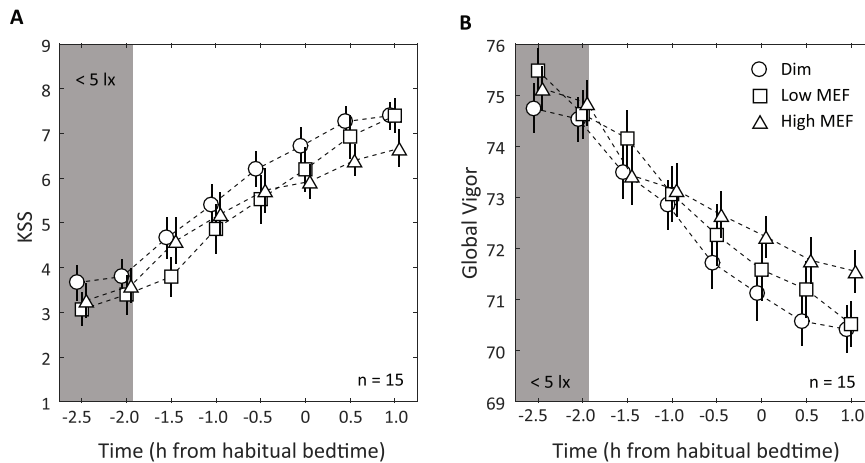 A
9
8
7
6
5
4
3
2
1
KSS
< 5 lx
n = 15
-2.5 -2.0 -1.5 -1.0 -0.5 0 0.5 1.0
Time (h from habitual bedtime)
B
76
75
74
73
72
71
70
69
Global Vigor
Dim
Low MEF
High MEF
< 5 lx
n = 15
-2.5 -2.0 -1.5 -1.0 -0.5 0 0.5 1.0
Time (h from habitual bedtime)